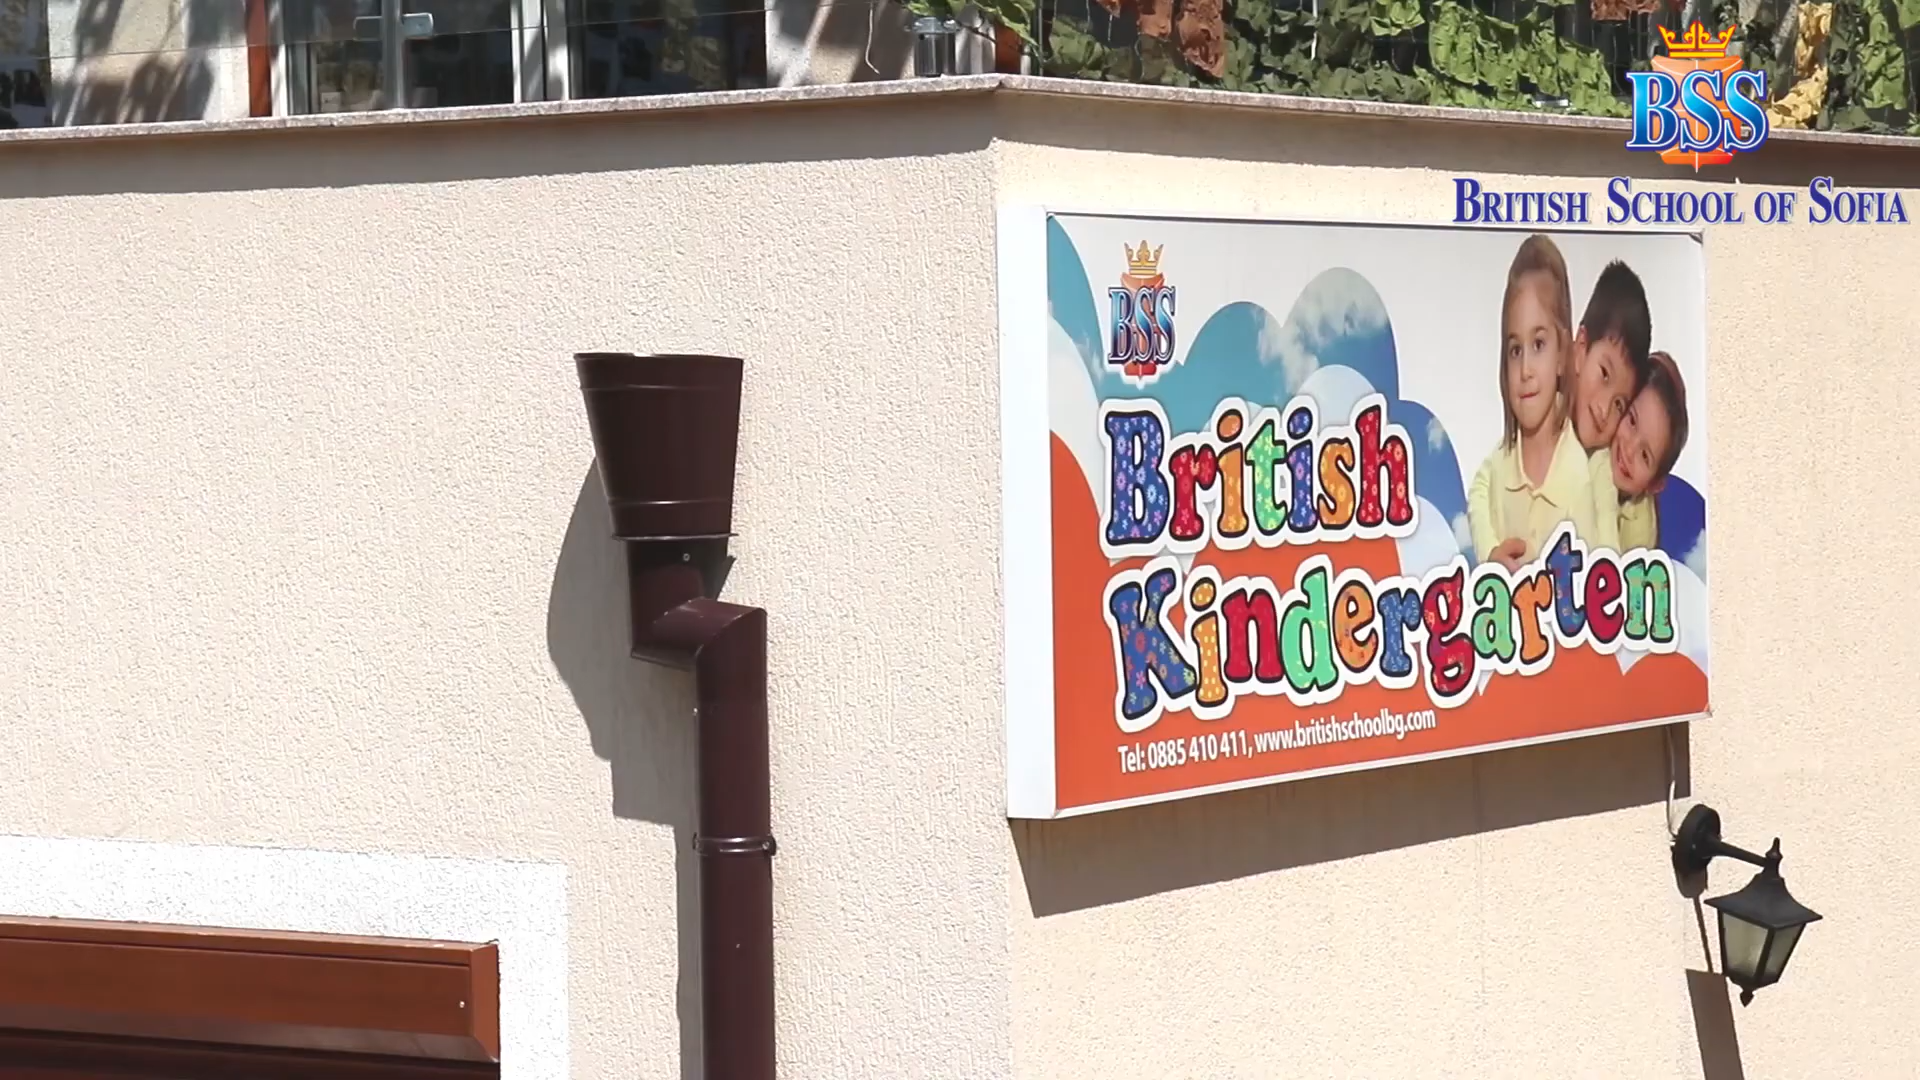 BSS
BRITISH SCHOOL OF SOFIA
BSS
British
Kindergarten
Tel: 0885 410 411, www.britishschoolbg.com